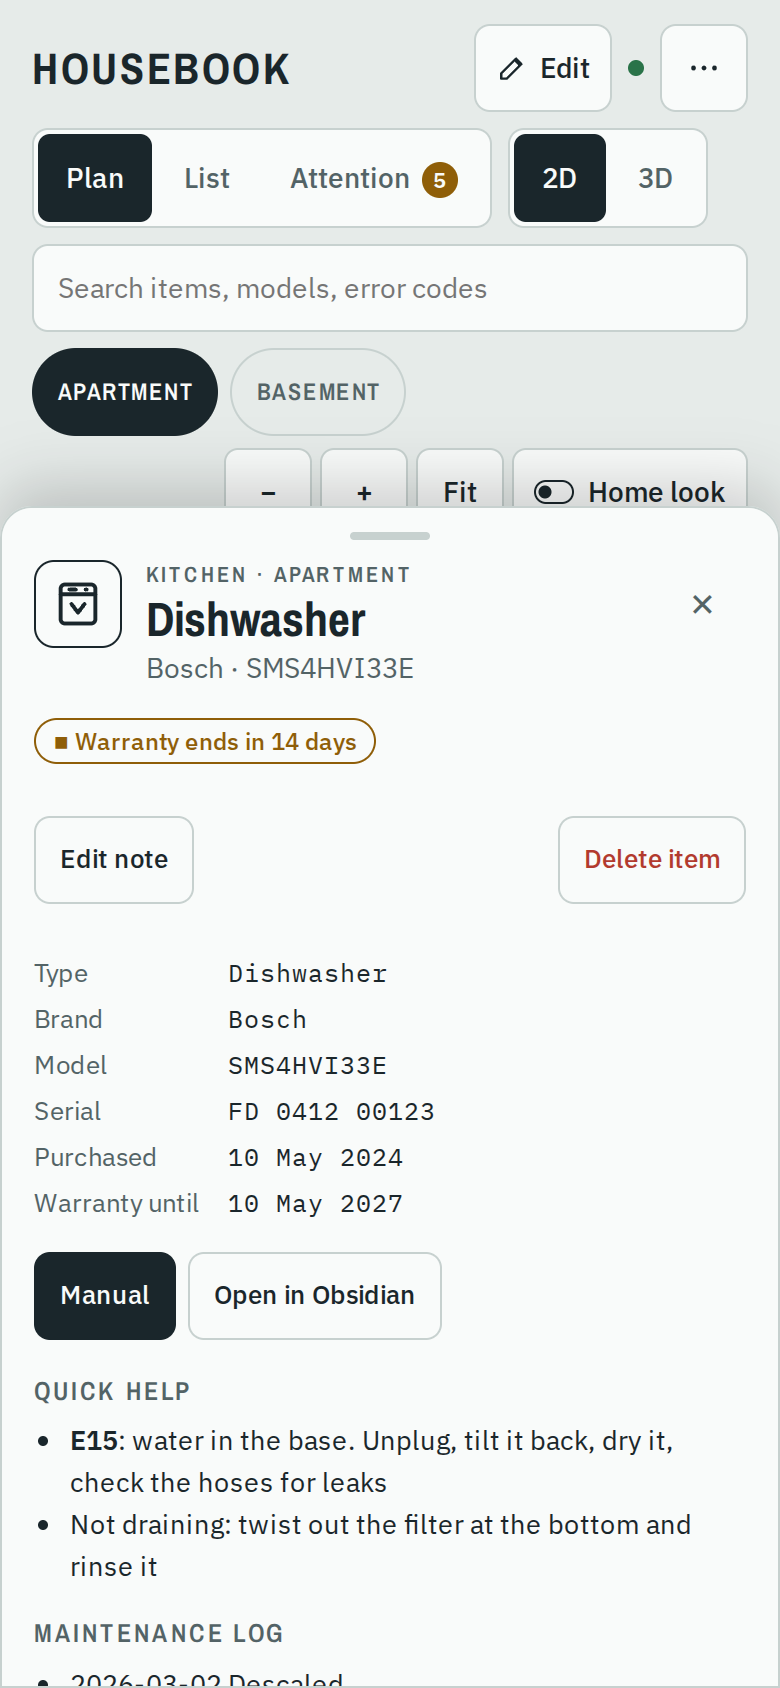 HOUSEBOOK
Edit
...
Plan List Attention 5 2D 3D
Search items, models, error codes
APARTMENT BASEMENT
− + Fit Home look
KITCHEN · APARTMENT
Dishwasher
Bosch · SMS4HVI33E
Warranty ends in 14 days
Edit note Delete item
Type Dishwasher
Brand Bosch
Model SMS4HVI33E
Serial FD 0412 00123
Purchased 10 May 2024
Warranty until 10 May 2027
Manual Open in Obsidian
QUICK HELP
• E15: water in the base. Unplug, tilt it back, dry it,
check the hoses for leaks
• Not draining: twist out the filter at the bottom and
rinse it
MAINTENANCE LOG
• 2026-03-02 Descaled